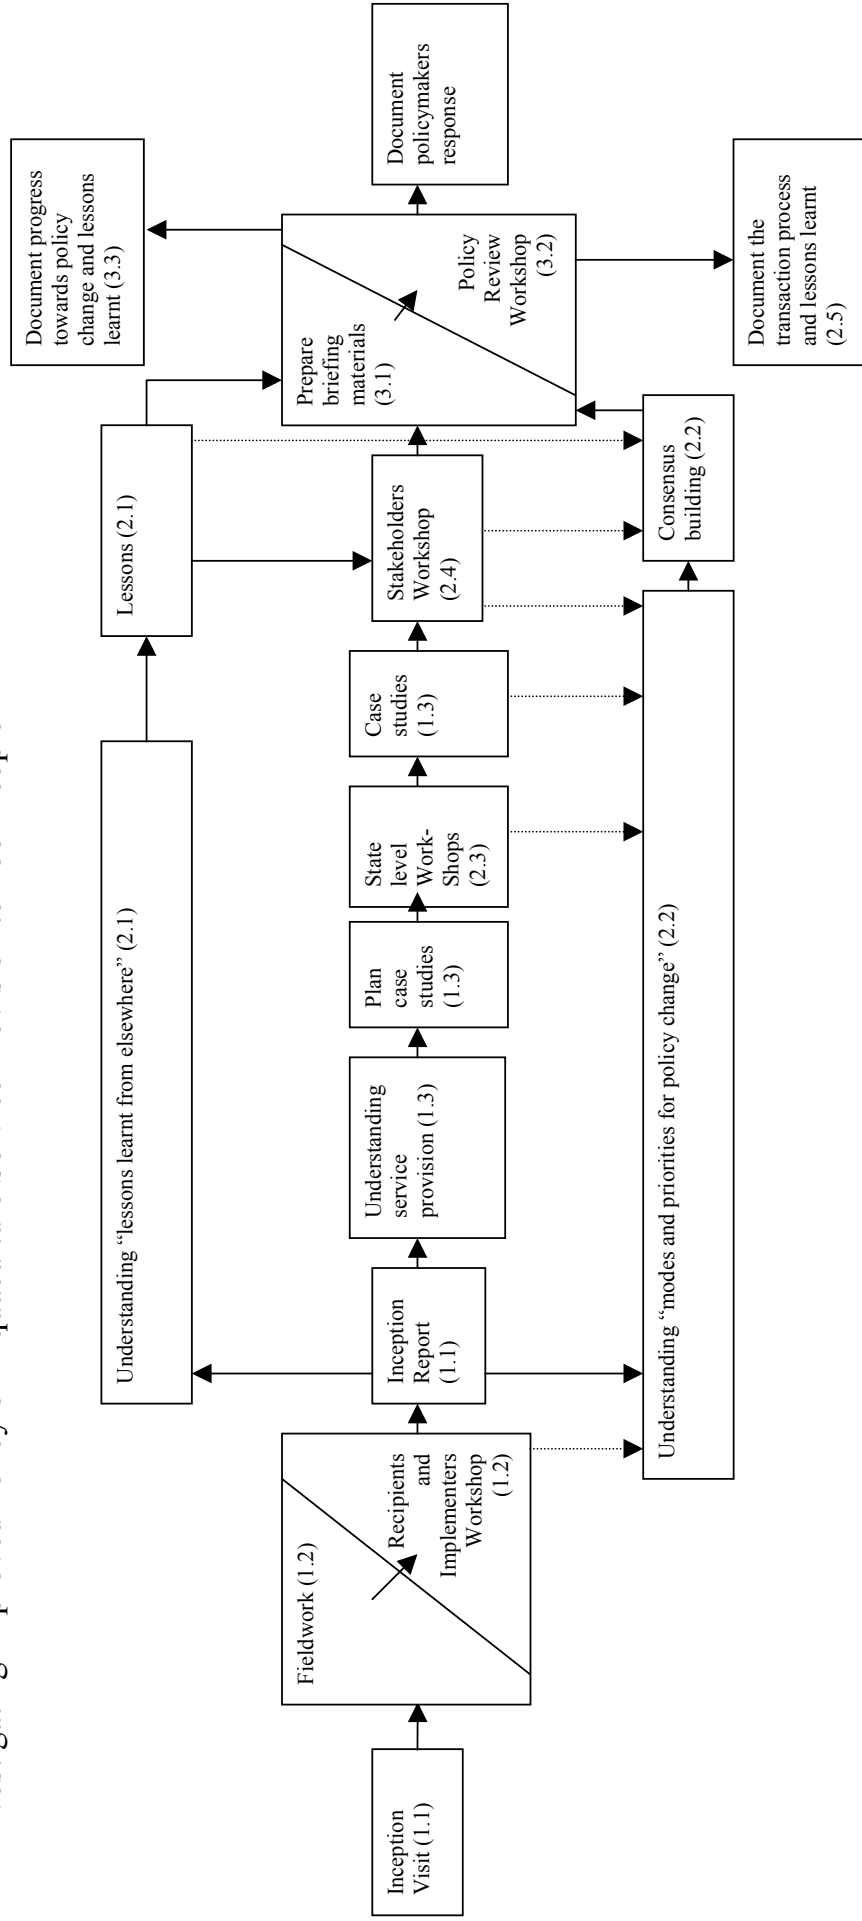 Inception
Visit (1.1)
Fieldwork (1.2)
Recipients
and
Implementers
Workshop
(1.2)
Inception
Report
(1.1)
Understanding “lessons learnt from elsewhere” (2.1)
Understanding
service
provision (1.3)
Plan
case
studies
(1.3)
State
level
Work-
Shops
(2.3)
Case
studies
(1.3)
Understanding “modes and priorities for policy change” (2.2)
Lessons (2.1)
Stakeholders
Workshop
(2.4)
Consensus
building (2.2)
Prepare
briefing
materials
(3.1)
Policy
Review
Workshop
(3.2)
Document progress
towards policy
change and lessons
learnt (3.3)
Document
policymakers
response
Document the
transaction process
and lessons learnt
(2.5)